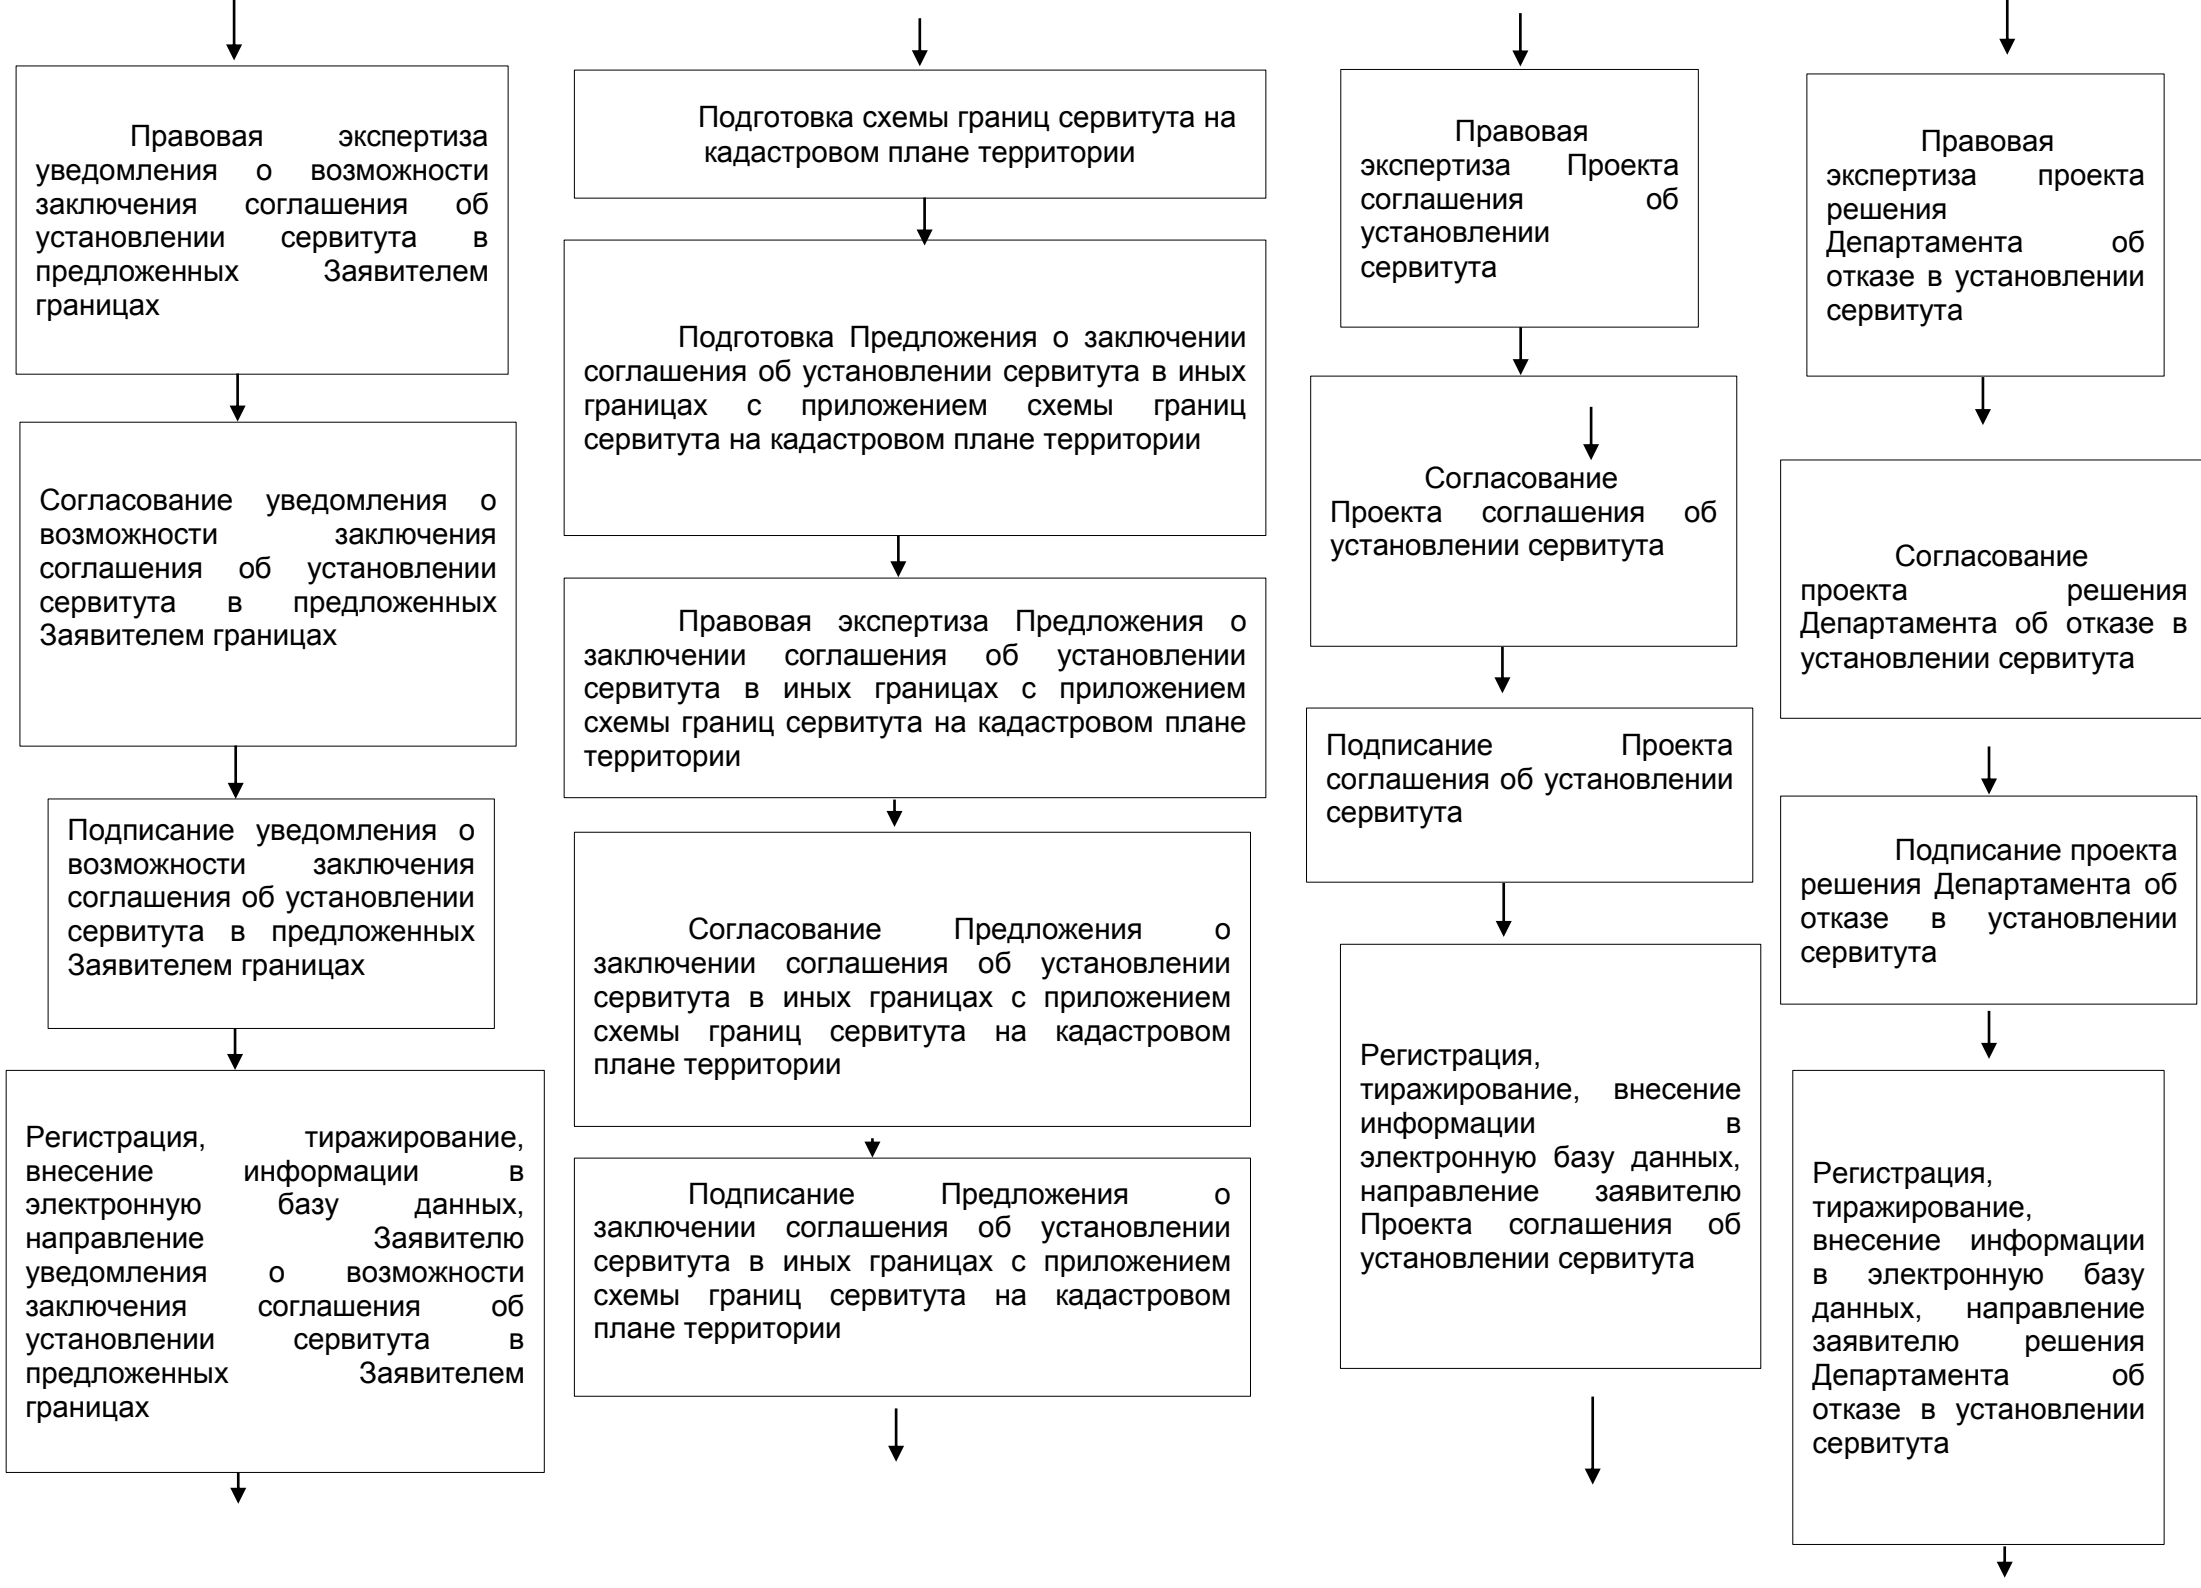 Правовая экспертиза
уведомления о возможности
заключения соглашения об
установлении сервитута в
предложенных Заявителем
границах
Согласование уведомления о
возможности заключения
соглашения об установлении
сервитута в предложенных
Заявителем границах
Подписание уведомления о
возможности заключения
соглашения об установлении
сервитута в предложенных
Заявителем границах
Регистрация, тиражирование,
внесение информации в
электронную базу данных,
направление Заявителю
уведомления о возможности
заключения соглашения об
установлении сервитута в
предложенных Заявителем
границах
Подготовка схемы границ сервитута на
кадастровом плане территории
Подготовка Предложения о заключении
соглашения об установлении сервитута в иных
границах с приложением схемы границ
сервитута на кадастровом плане территории
Правовая экспертиза Предложения о
заключении соглашения об установлении
сервитута в иных границах с приложением
схемы границ сервитута на кадастровом плане
территории
Согласование Предложения о
заключении соглашения об установлении
сервитута в иных границах с приложением
схемы границ сервитута на кадастровом
плане территории
Подписание Предложения о
заключении соглашения об установлении
сервитута в иных границах с приложением
схемы границ сервитута на кадастровом
плане территории
Правовая
экспертиза Проекта
соглашения об
установлении
сервитута
Согласование
Проекта соглашения об
установлении сервитута
Подписание Проекта
соглашения об установлении
сервитута
Регистрация,
тиражирование, внесение
информации в
электронную базу данных,
направление заявителю
Проекта соглашения об
установлении сервитута
Правовая
экспертиза проекта
решения
Департамента об
отказе в установлении
сервитута
Согласование
проекта решения
Департамента об отказе в
установлении сервитута
Подписание проекта
решения Департамента об
отказе в установлении
сервитута
Регистрация,
тиражирование,
внесение информации
в электронную базу
данных, направление
заявителю решения
Департамента об
отказе в установлении
сервитута